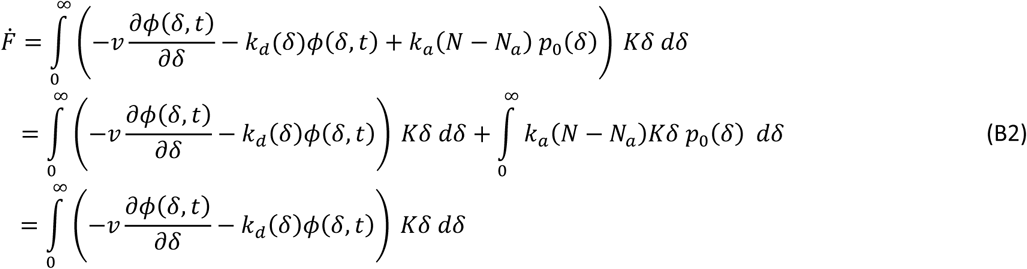 Ḟ = ∫₀^∞ (−v ∂ϕ(δ, t)/∂δ − k_d(δ)ϕ(δ, t) + k_a(N − N_a) p₀(δ)) Kδ dδ
= ∫₀^∞ (−v ∂ϕ(δ, t)/∂δ − k_d(δ)ϕ(δ, t)) Kδ dδ + ∫₀^∞ k_a(N − N_a)Kδ p₀(δ) dδ (B2)
= ∫₀^∞ (−v ∂ϕ(δ, t)/∂δ − k_d(δ)ϕ(δ, t)) Kδ dδ